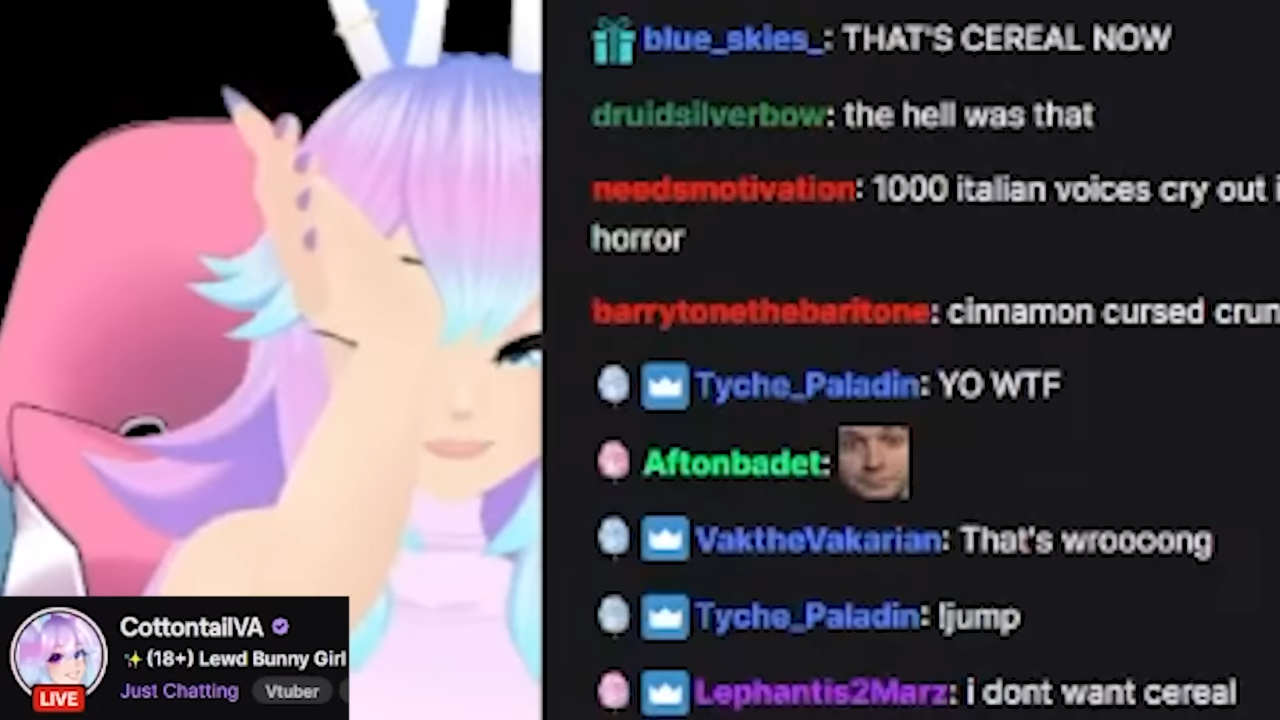 blue_skies_: THAT'S CEREAL NOW
druidsilverbow: the hell was that
needsmotivation: 1000 italian voices cry out
horror
barrytonethebaritone: cinnamon cursed
Tyche_Paladin: YO WTF
Aftonbadet:
VaktheVakarian: That's wroooong
Tyche_Paladin: !jump
Lephantis2Marz: i dont want cereal
CottontailVA
(18+) Lewd Bunny Girl
LIVE
Just Chatting Vtuber